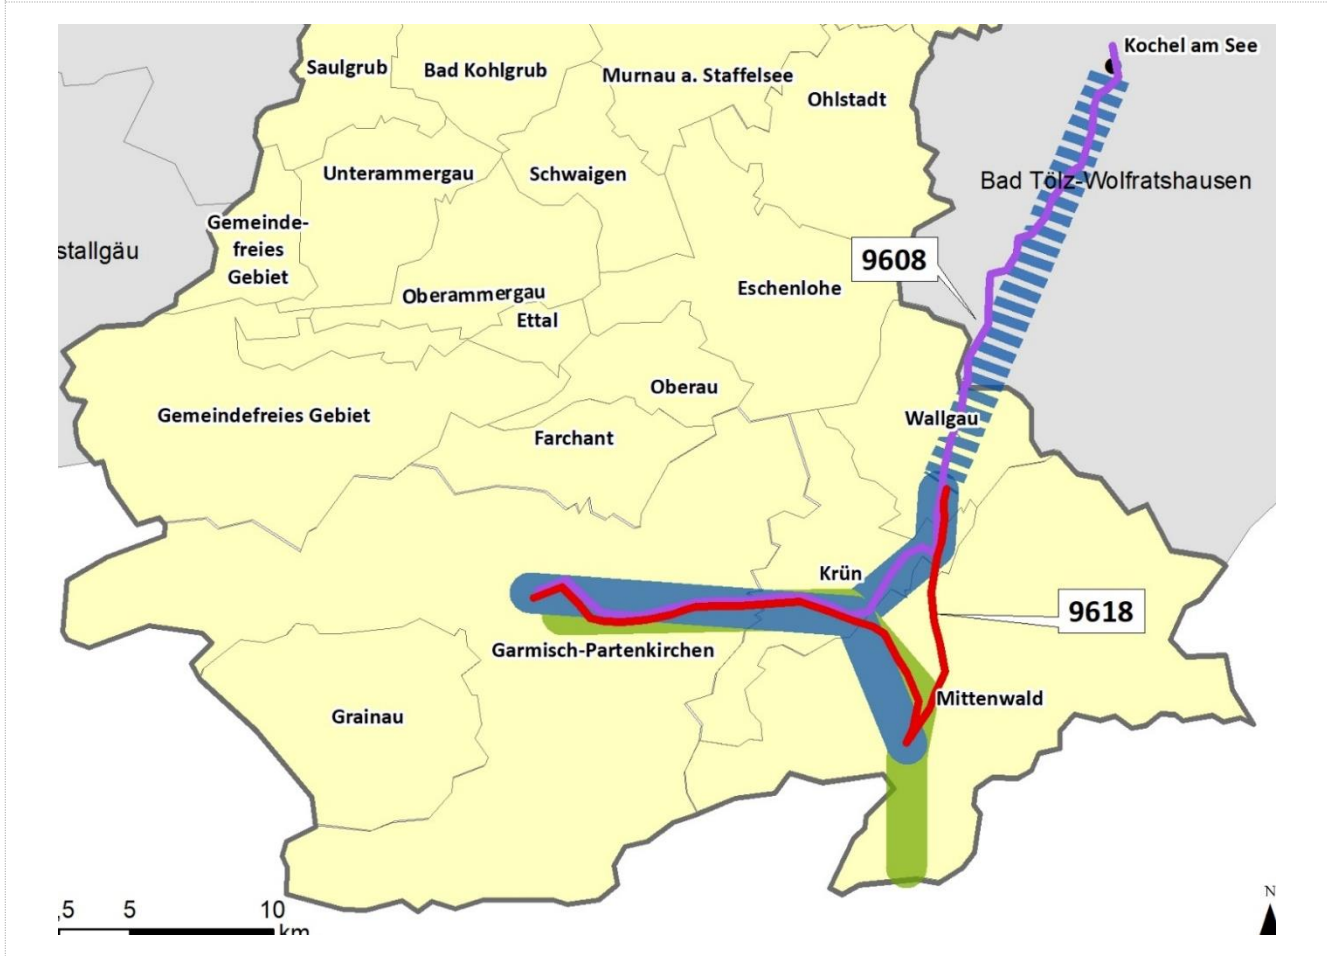 Kochel am See
Saulgrub
Bad Kohlgrub
Murnau a. Staffelsee
Ohlstadt
Unterammergau
Schwaigen
Bad Tölz-Wolfratshausen
Gemeinde-
freies
Gebiet
stallgäu
9608
Eschenlohe
Oberammergau
Ettal
Oberau
Gemeindefreies Gebiet
Farchant
Wallgau
Krün
9618
Garmisch-Partenkirchen
Mittenwald
Grainau
N
,5 5 10
km